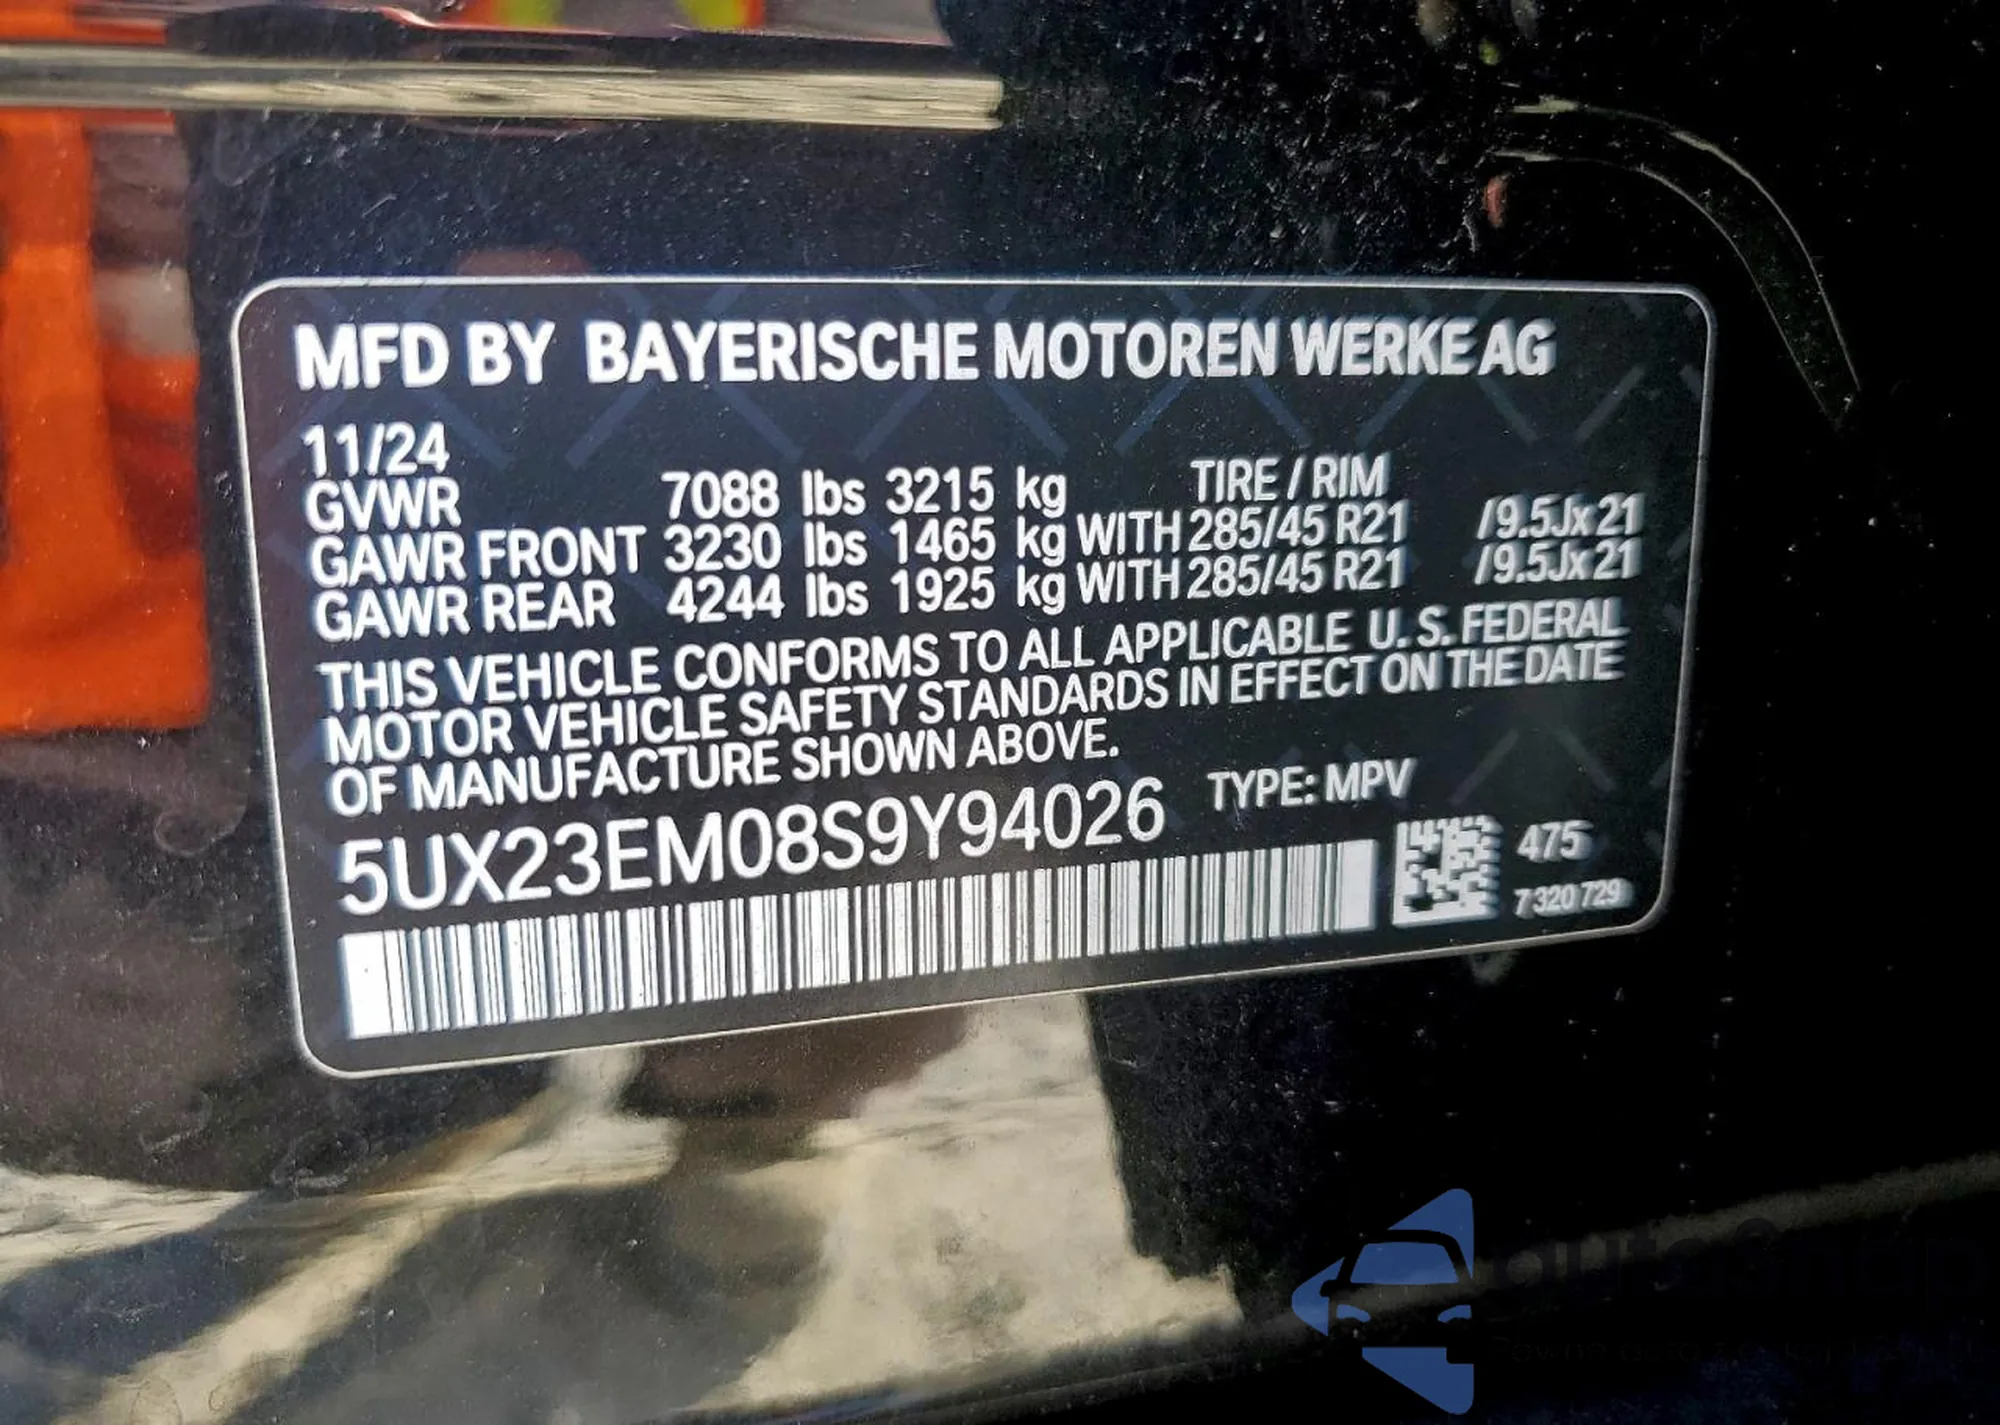 MFD BY BAYERISCHE MOTOREN WERKE AG
11/24
TIRE / RIM
GVWR 7088 lbs 3215 kg
GAWR FRONT 3230 lbs 1465 kg WITH 285/45 R21 /9.5Jx21
GAWR REAR 4244 lbs 1925 kg WITH 285/45 R21 /9.5Jx21
THIS VEHICLE CONFORMS TO ALL APPLICABLE U.S. FEDERAL
MOTOR VEHICLE SAFETY STANDARDS IN EFFECT ON THE DATE
OF MANUFACTURE SHOWN ABOVE.
5UX23EM08S9Y94026 TYPE: MPV
475
7 320 729